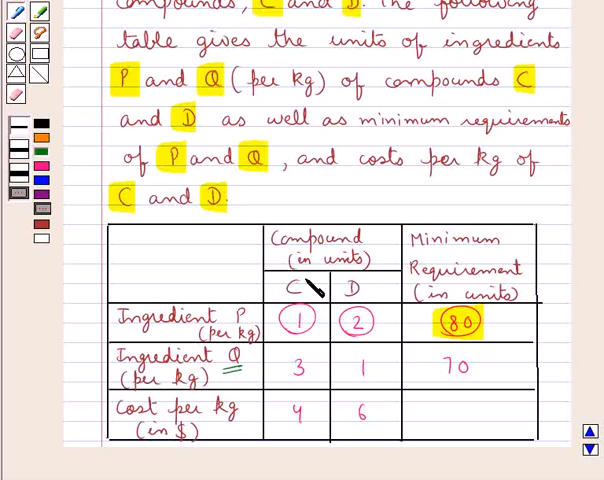 compounds, C and D. The following
table gives the units of ingredients
P and Q (per kg) of compounds C
and D as well as minimum requirements
of P and Q, and costs per kg of
C and D.
Compound (in units) Minimum Requirement (in units)
C D
Ingredient P (per kg) 1 2 80
Ingredient Q (per kg) 3 1 70
Cost per kg (in $) 4 6